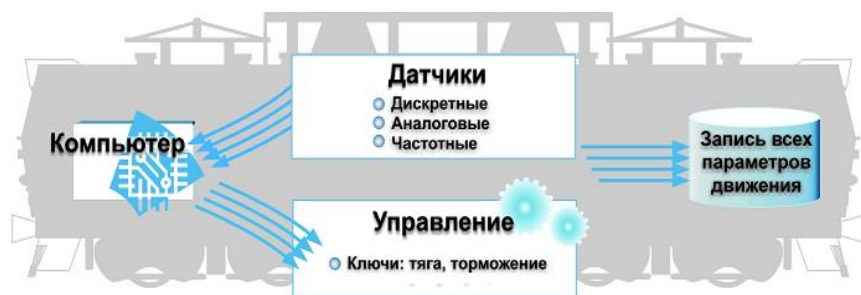 Датчики
Дискретные
Аналоговые
Частотные
Компьютер
Запись всех
параметров
движения
Управление
Ключи: тяга, торможение